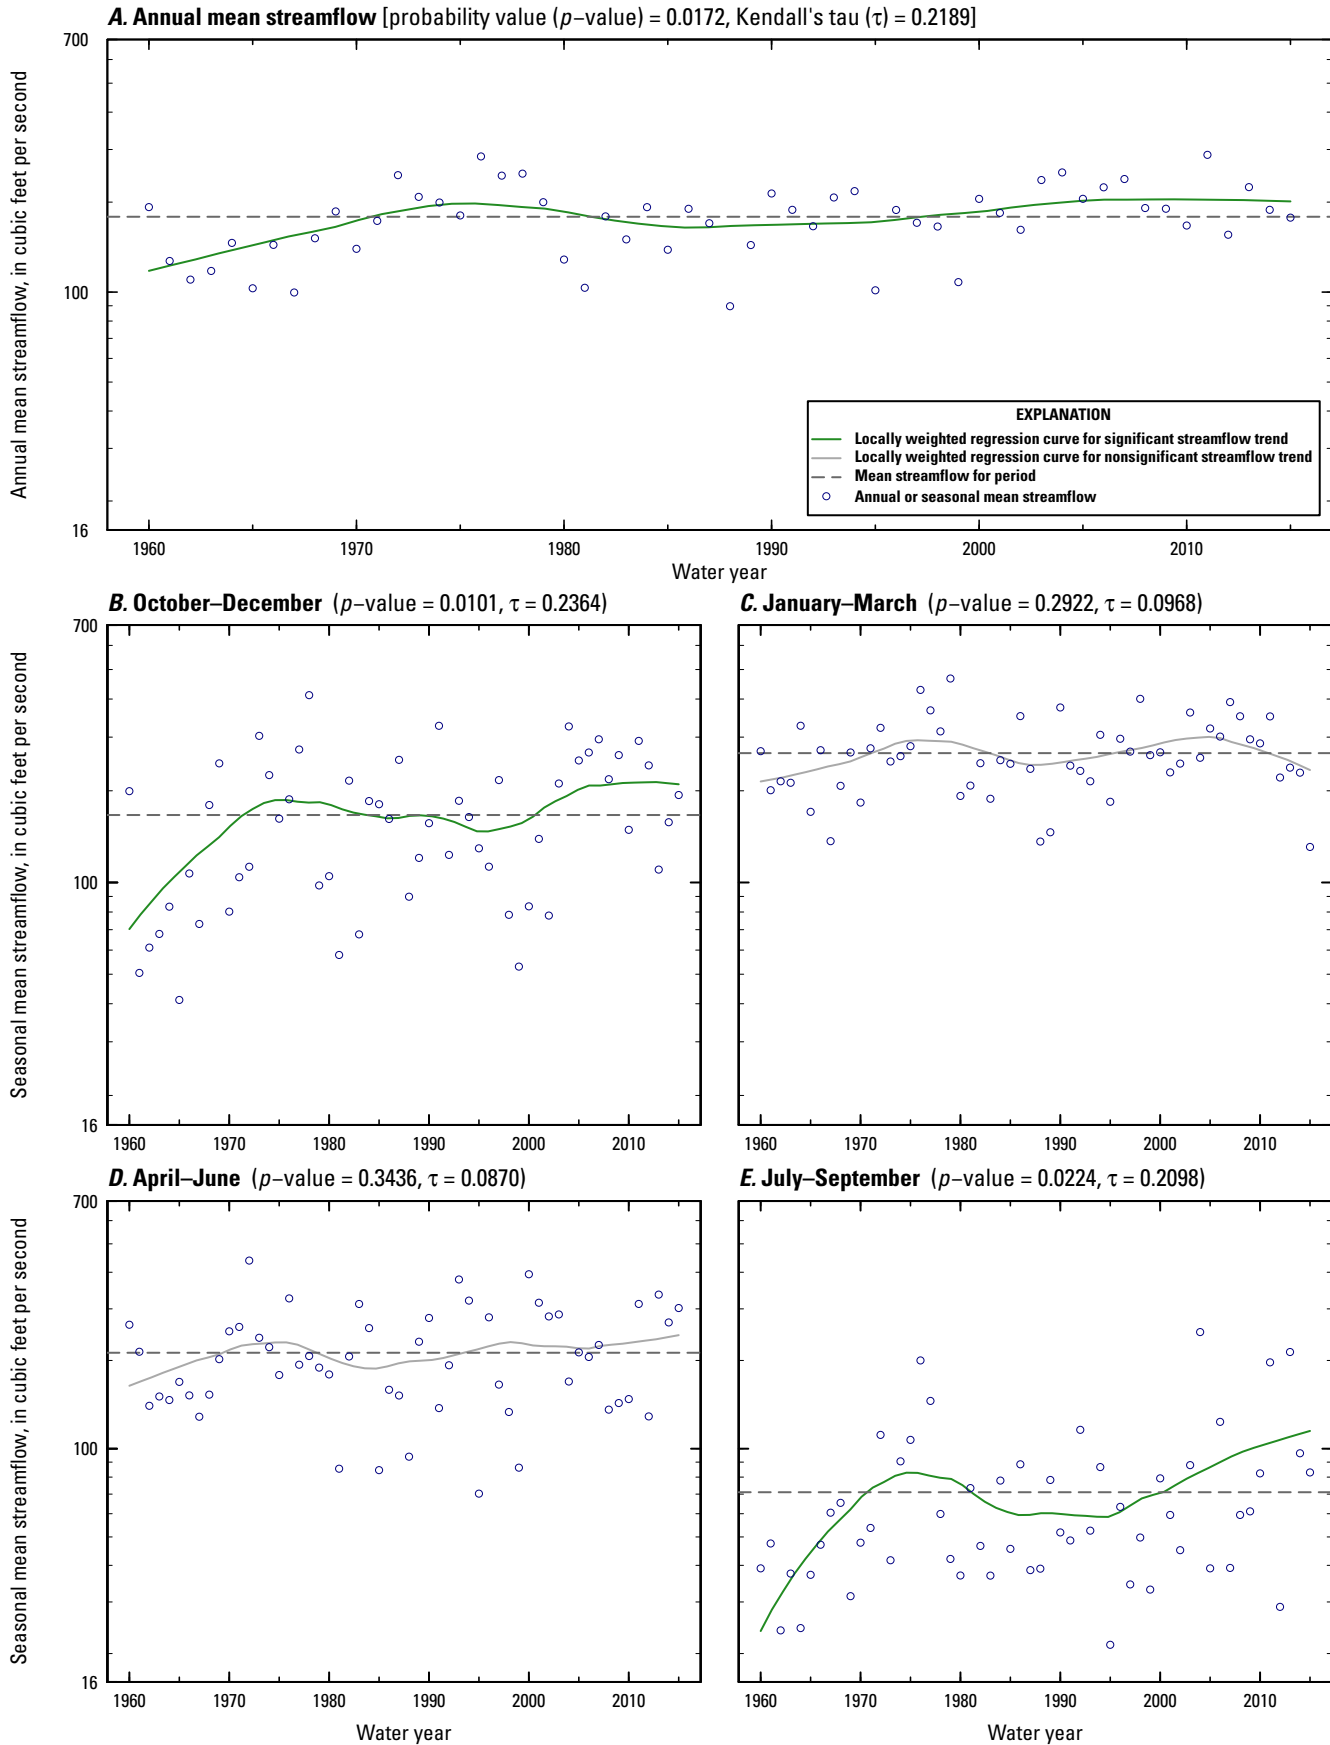 A. Annual mean streamflow [probability value (p–value) = 0.0172, Kendall's tau (τ) = 0.2189]
700
100
16
Annual mean streamflow, in cubic feet per second
EXPLANATION
Locally weighted regression curve for significant streamflow trend
Locally weighted regression curve for nonsignificant streamflow trend
Mean streamflow for period
Annual or seasonal mean streamflow
1960 1970 1980 1990 2000 2010
Water year
B. October–December (p–value = 0.0101, τ = 0.2364)
700
100
16
Seasonal mean streamflow, in cubic feet per second
1960 1970 1980 1990 2000 2010
C. January–March (p–value = 0.2922, τ = 0.0968)
1960 1970 1980 1990 2000 2010
D. April–June (p–value = 0.3436, τ = 0.0870)
700
100
16
Seasonal mean streamflow, in cubic feet per second
1960 1970 1980 1990 2000 2010
Water year
E. July–September (p–value = 0.0224, τ = 0.2098)
1960 1970 1980 1990 2000 2010
Water year